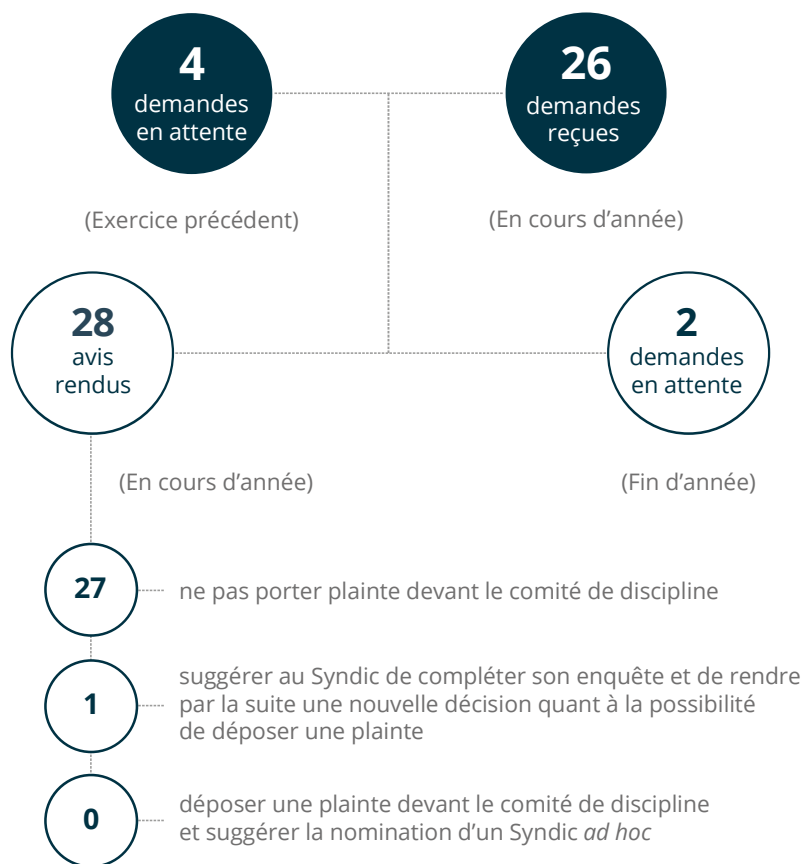 4
demandes
en attente
26
demandes
reçues
(Exercice précédent)
(En cours d’année)
28
avis
rendus
2
demandes
en attente
(En cours d’année)
(Fin d’année)
27
ne pas porter plainte devant le comité de discipline
1
suggérer au Syndic de compléter son enquête et de rendre
par la suite une nouvelle décision quant à la possibilité
de déposer une plainte
0
déposer une plainte devant le comité de discipline
et suggérer la nomination d’un Syndic ad hoc